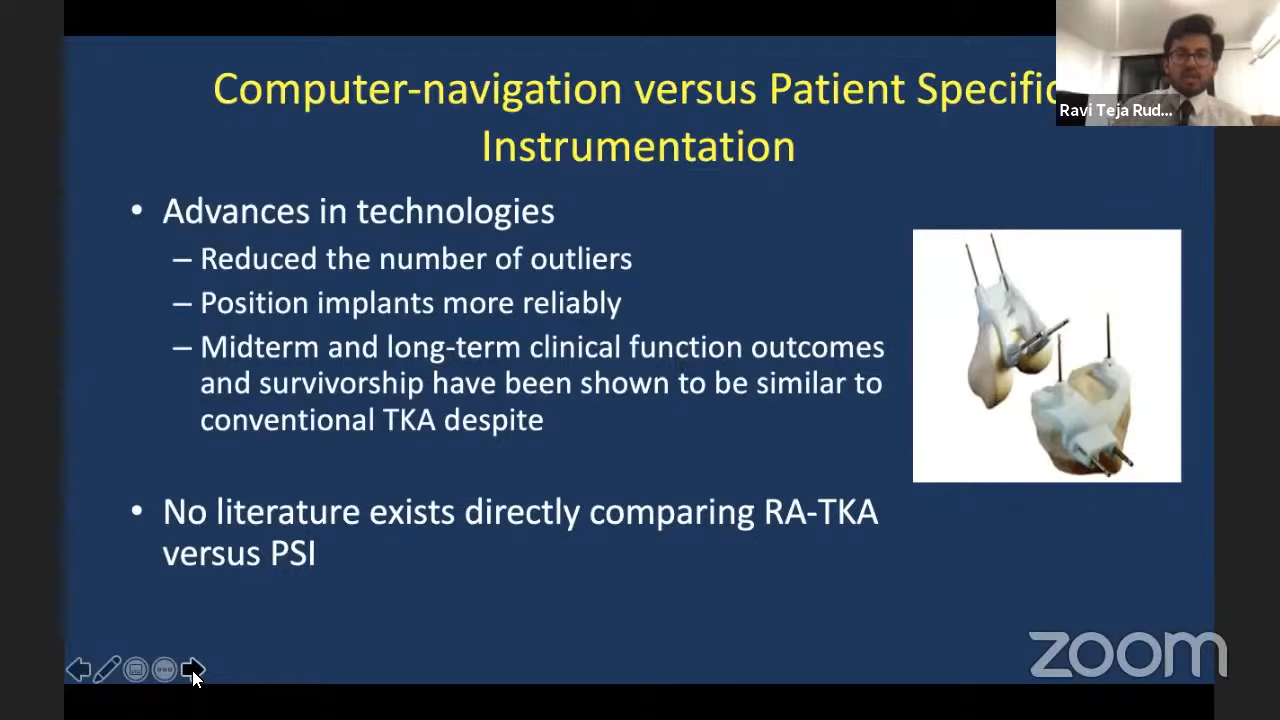 Computer-navigation versus Patient Specific
Instrumentation
Ravi Teja Rud...
• Advances in technologies
– Reduced the number of outliers
– Position implants more reliably
– Midterm and long-term clinical function outcomes
and survivorship have been shown to be similar to
conventional TKA despite
• No literature exists directly comparing RA-TKA
versus PSI
zoom